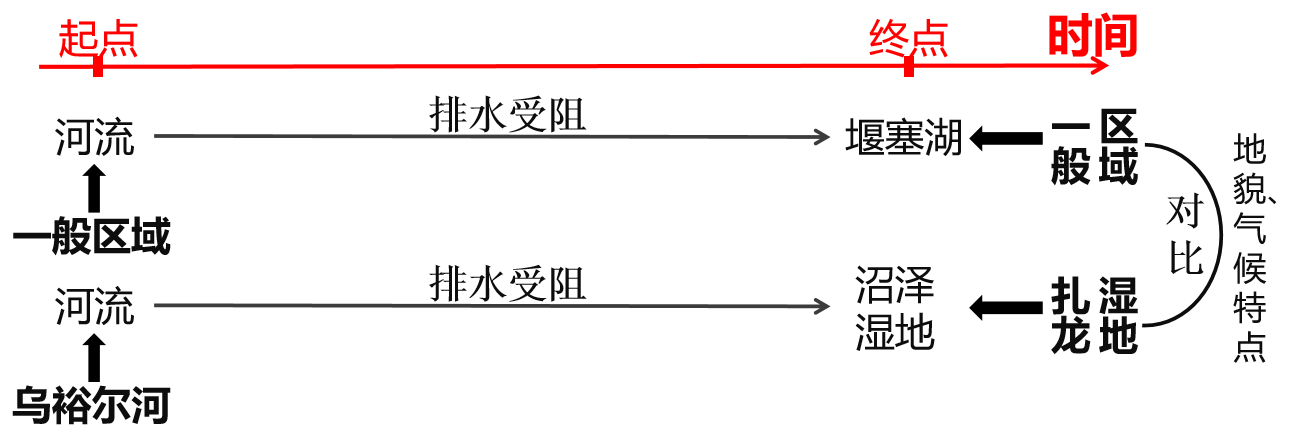 起点
终点
时间
河流
排水受阻
堰塞湖
一区
般域
一般区域
对比
地貌、气候特点
河流
排水受阻
沼泽
湿地
扎湿
龙地
乌裕尔河